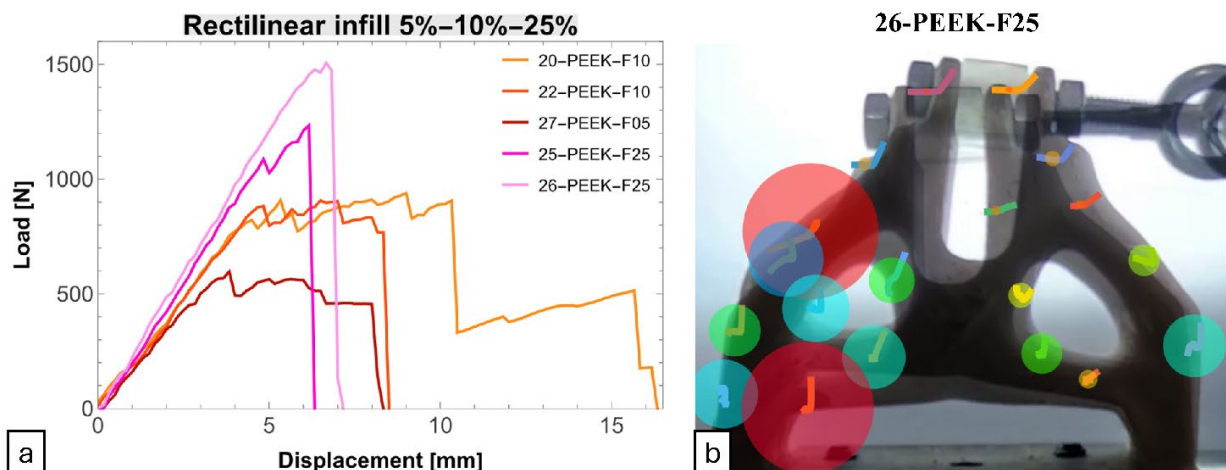 Rectilinear infill 5%–10%–25%
Load [N]
1500
1000
500
0
20–PEEK–F10
22–PEEK–F10
27–PEEK–F05
25–PEEK–F25
26–PEEK–F25
0
5
10
15
Displacement [mm]
a
26-PEEK-F25
b